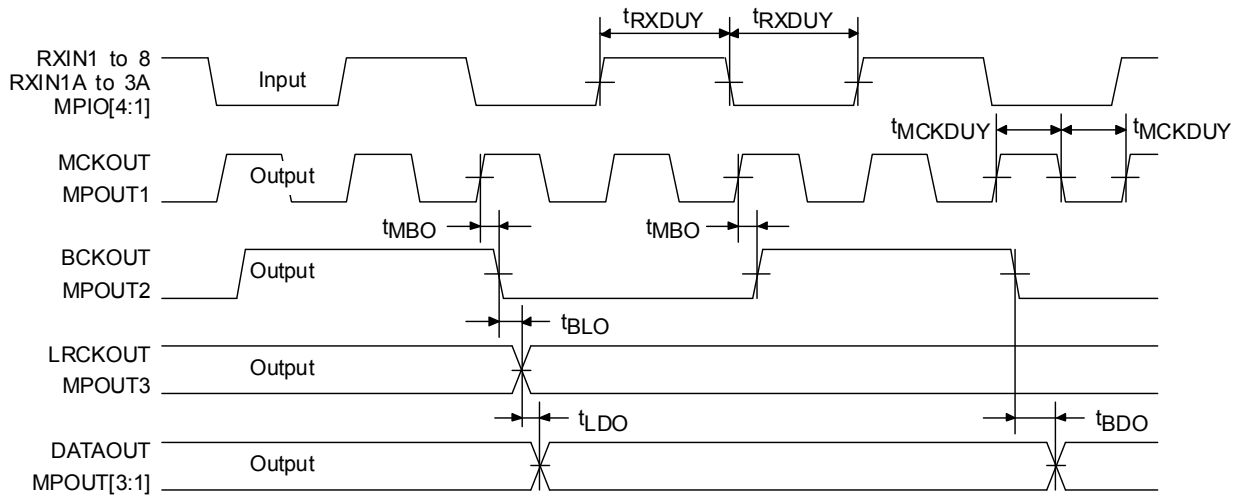 tRXDUY tRXDUY
RXIN1 to 8
RXIN1A to 3A
MPIO[4:1]
Input
tMCKDUY tMCKDUY
MCKOUT
MPOUT1
Output
tMBO tMBO
BCKOUT
MPOUT2
Output
tBLO
LRCKOUT
MPOUT3
Output
tLDO tBDO
DATAOUT
MPOUT[3:1]
Output